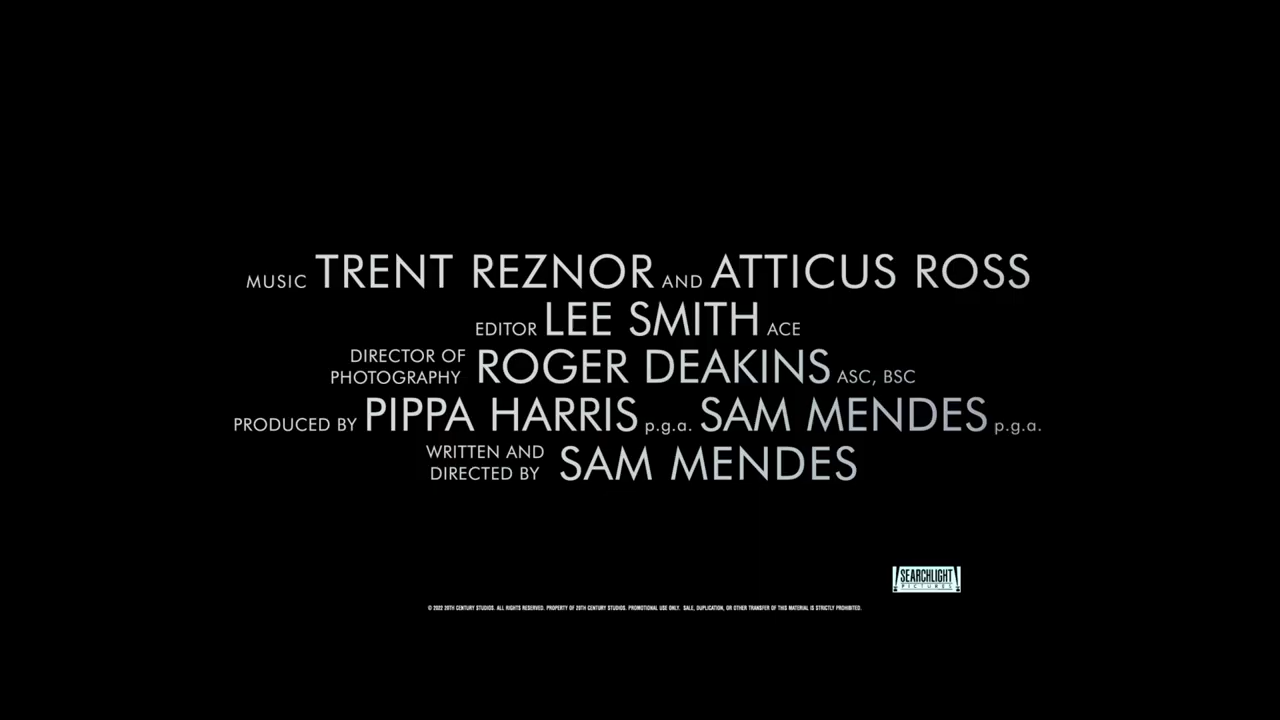 MUSIC TRENT REZNOR AND ATTICUS ROSS
EDITOR LEE SMITH ACE
DIRECTOR OF PHOTOGRAPHY ROGER DEAKINS ASC, BSC
PRODUCED BY PIPPA HARRIS p.g.a. SAM MENDES p.g.a.
WRITTEN AND DIRECTED BY SAM MENDES
SEARCHLIGHT
PICTURES
© 2022 20TH CENTURY STUDIOS. ALL RIGHTS RESERVED. PROPERTY OF 20TH CENTURY STUDIOS. PROMOTIONAL USE ONLY. SALE, DUPLICATION, OR OTHER TRANSFER OF THIS MATERIAL IS STRICTLY PROHIBITED.